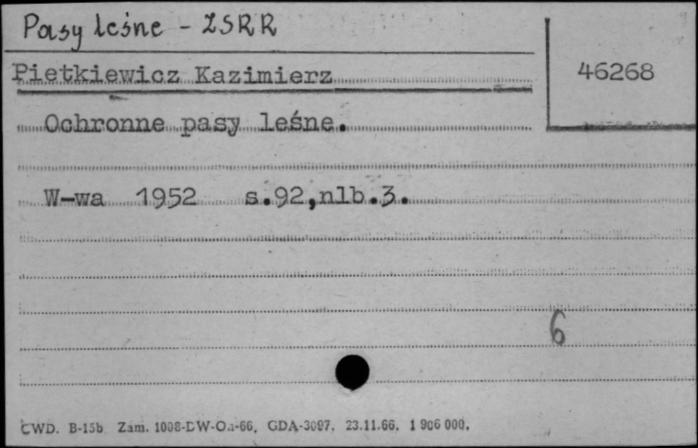 Pasy leśne - ZSRR
Pietkiewicz Kazimierz
46268
Ochronne pasy leśne.
W-wa 1952 s.92,nlb.3.
6
CWD. B-15b Zam. 1008-DW-Oa-66, GDA-3097, 23.11.66. 1 906 000,